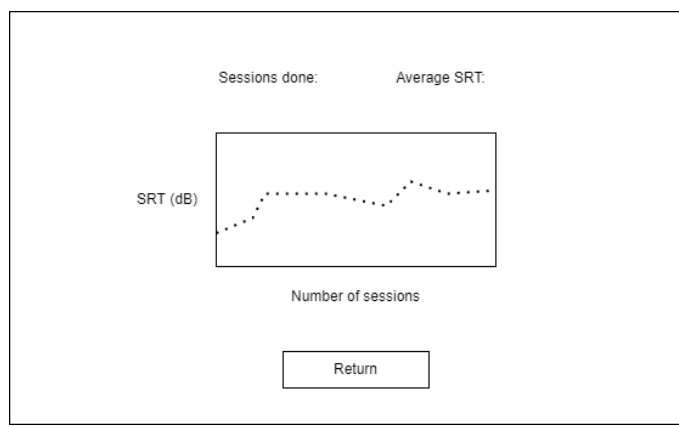 Sessions done: Average SRT:
SRT (dB)
Number of sessions
Return